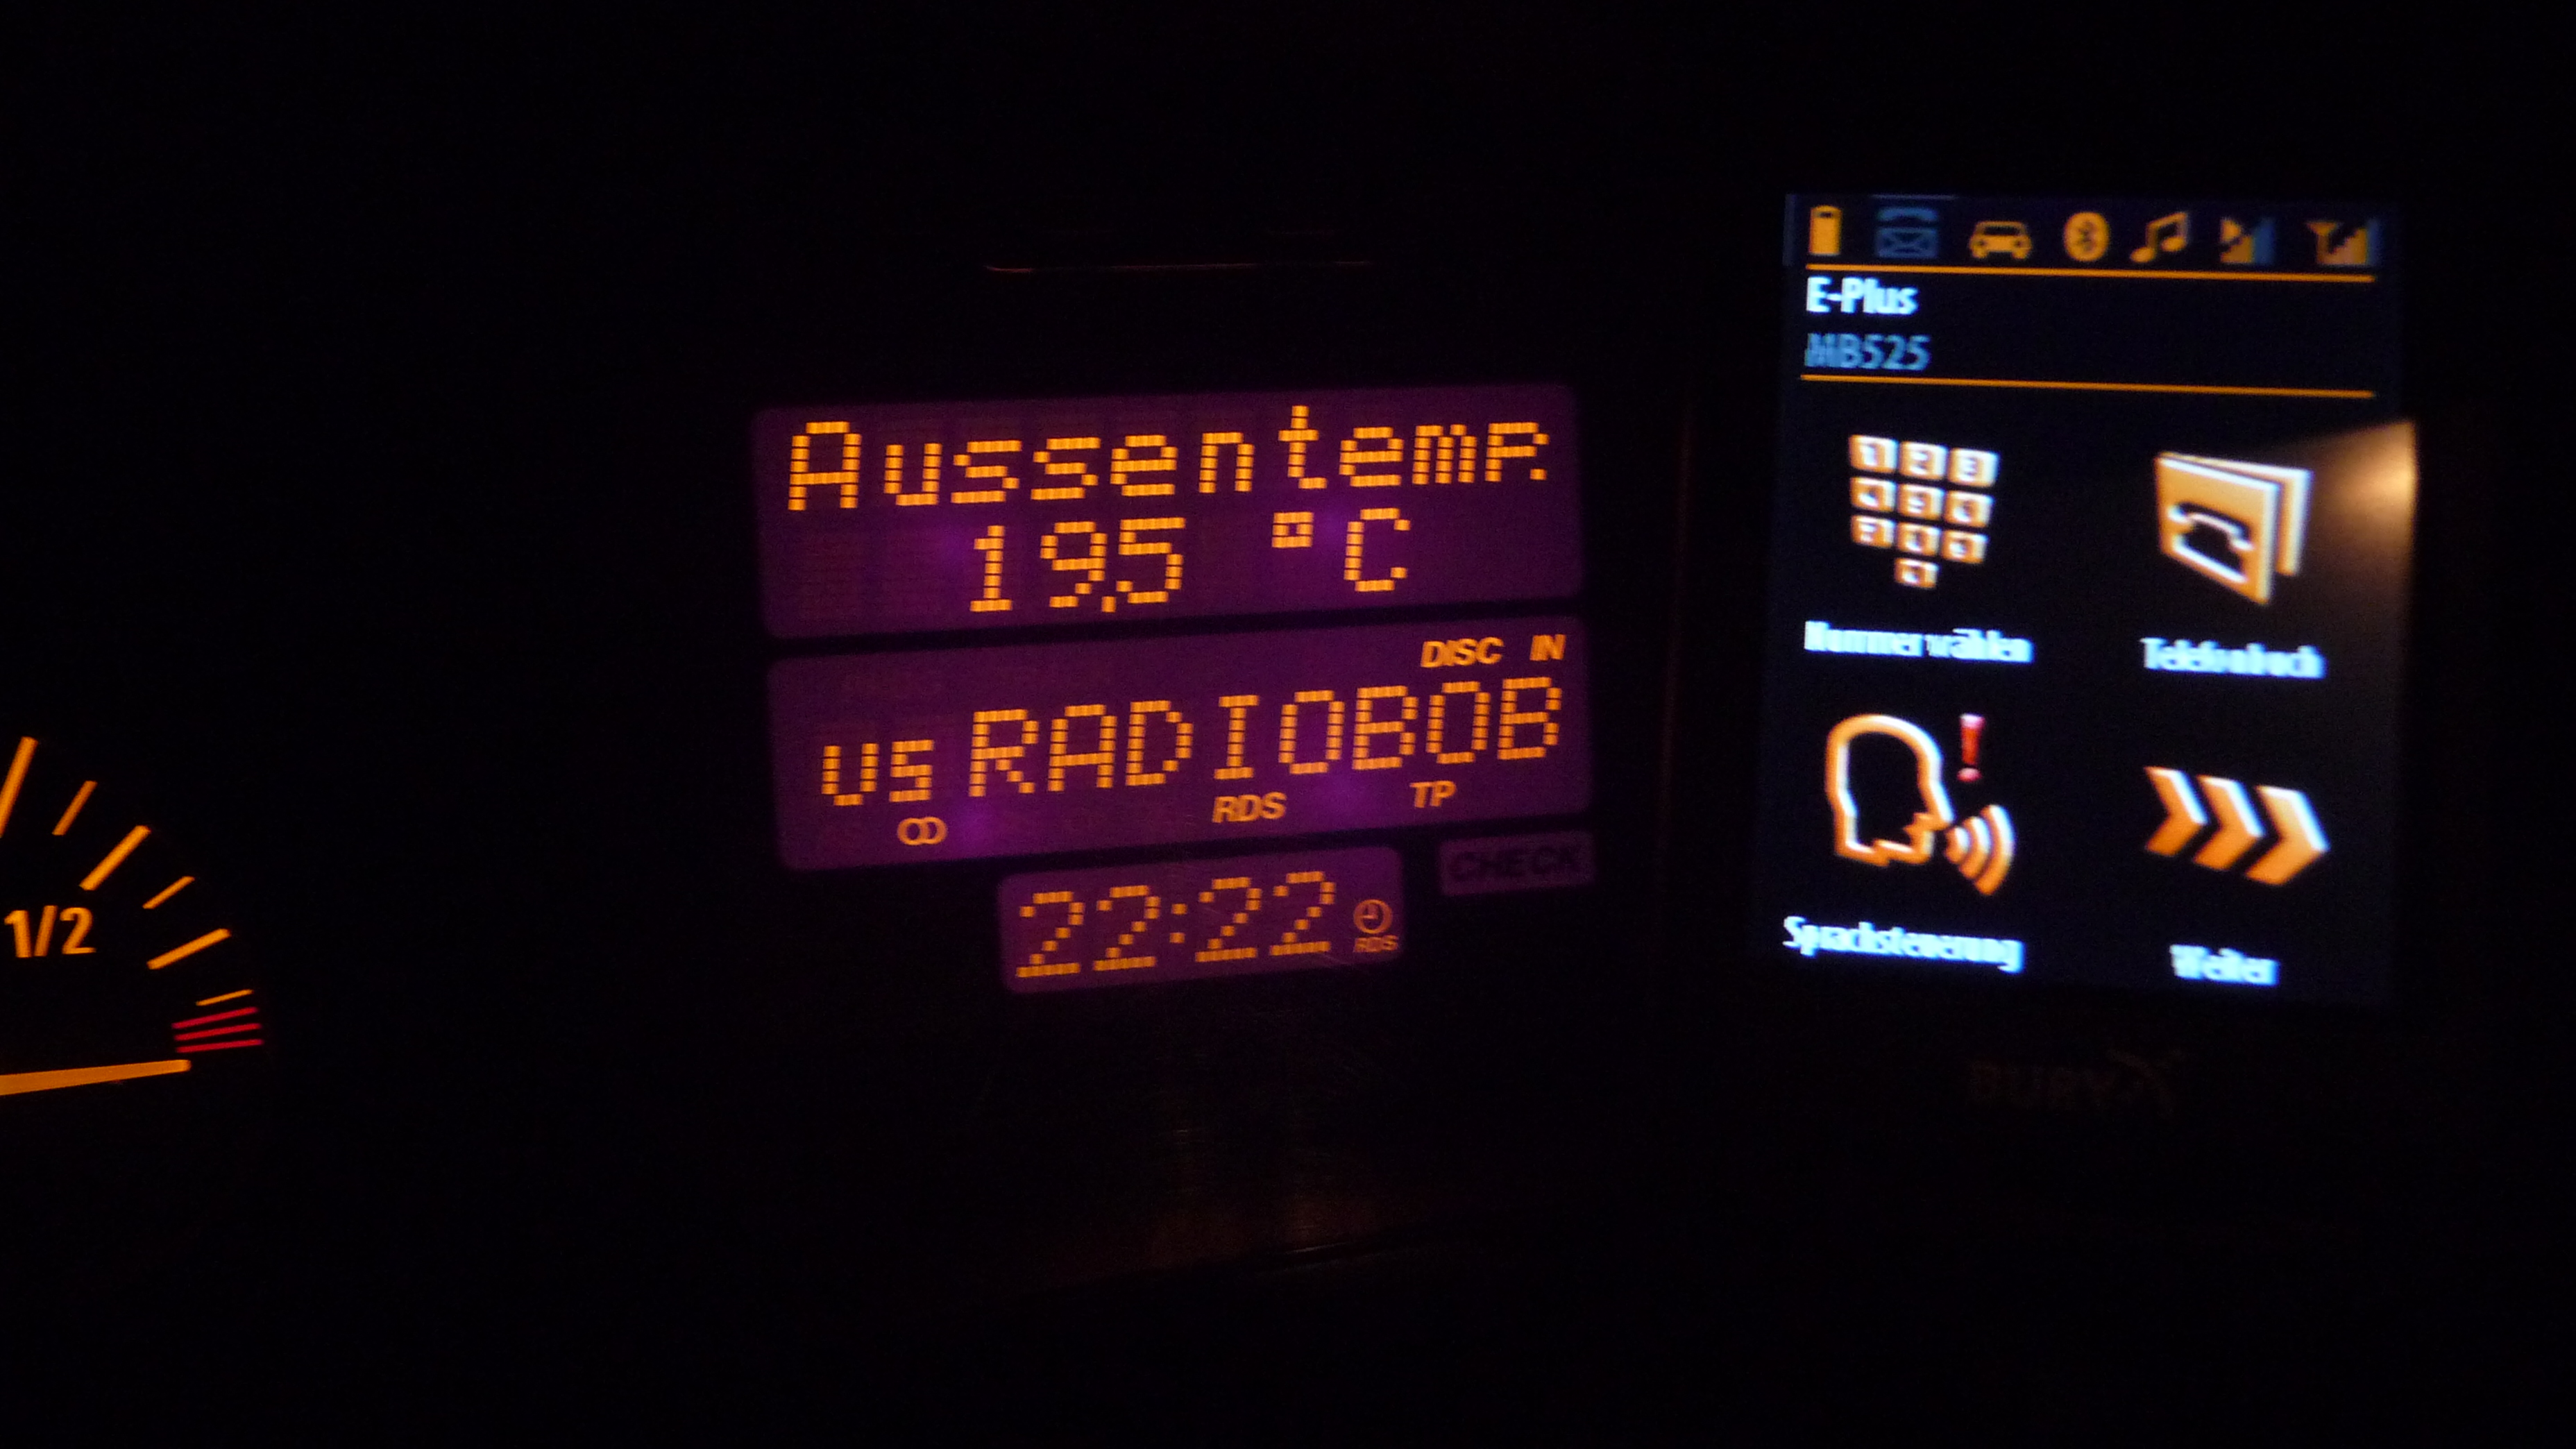 Aussentemp.
19,5 °C
DISC IN
US RADIOBOB
RDS TP
22:22
RDS
CHECK
1/2
E-Plus
MB525
Nummer wählen
Telefonbuch
Sprachsteuerung
Weiter
BURY